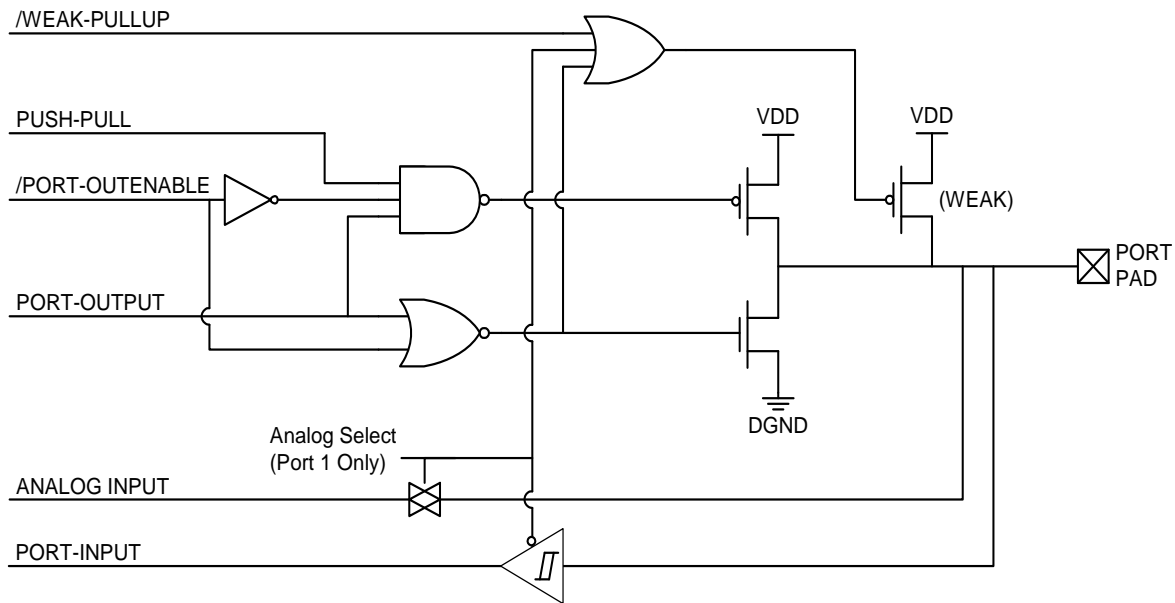 /WEAK-PULLUP
PUSH-PULL
VDD
VDD
/PORT-OUTENABLE
(WEAK)
PORT
PAD
PORT-OUTPUT
DGND
Analog Select
(Port 1 Only)
ANALOG INPUT
PORT-INPUT